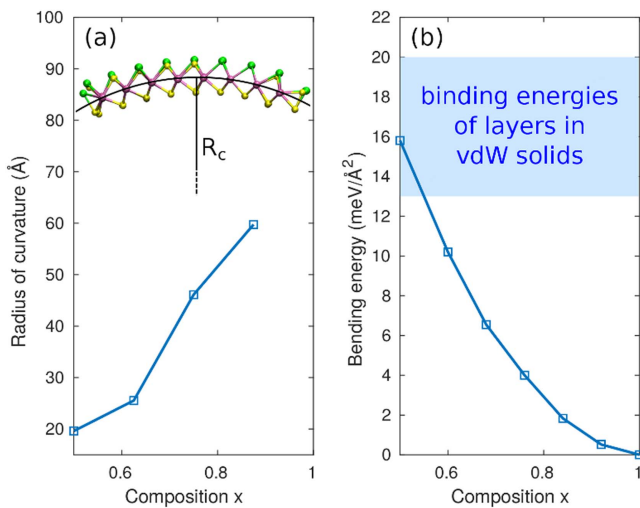 (a)
100
90
80
70
60
50
40
30
20
Radius of curvature (Å)
R_c
0.6
0.8
1
Composition x
(b)
22
20
18
16
14
12
10
8
6
4
2
0
Bending energy (meV/Å²)
binding energies
of layers in
vdW solids
0.6
0.8
1
Composition x